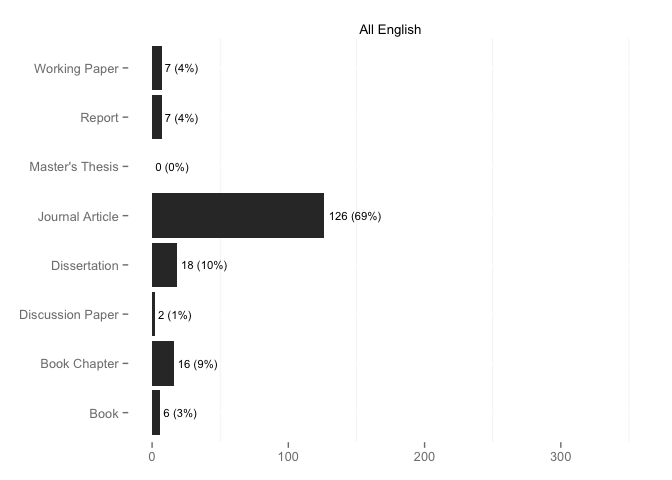 All English
Working Paper 7 (4%)
Report 7 (4%)
Master's Thesis 0 (0%)
Journal Article 126 (69%)
Dissertation 18 (10%)
Discussion Paper 2 (1%)
Book Chapter 16 (9%)
Book 6 (3%)
0 100 200 300